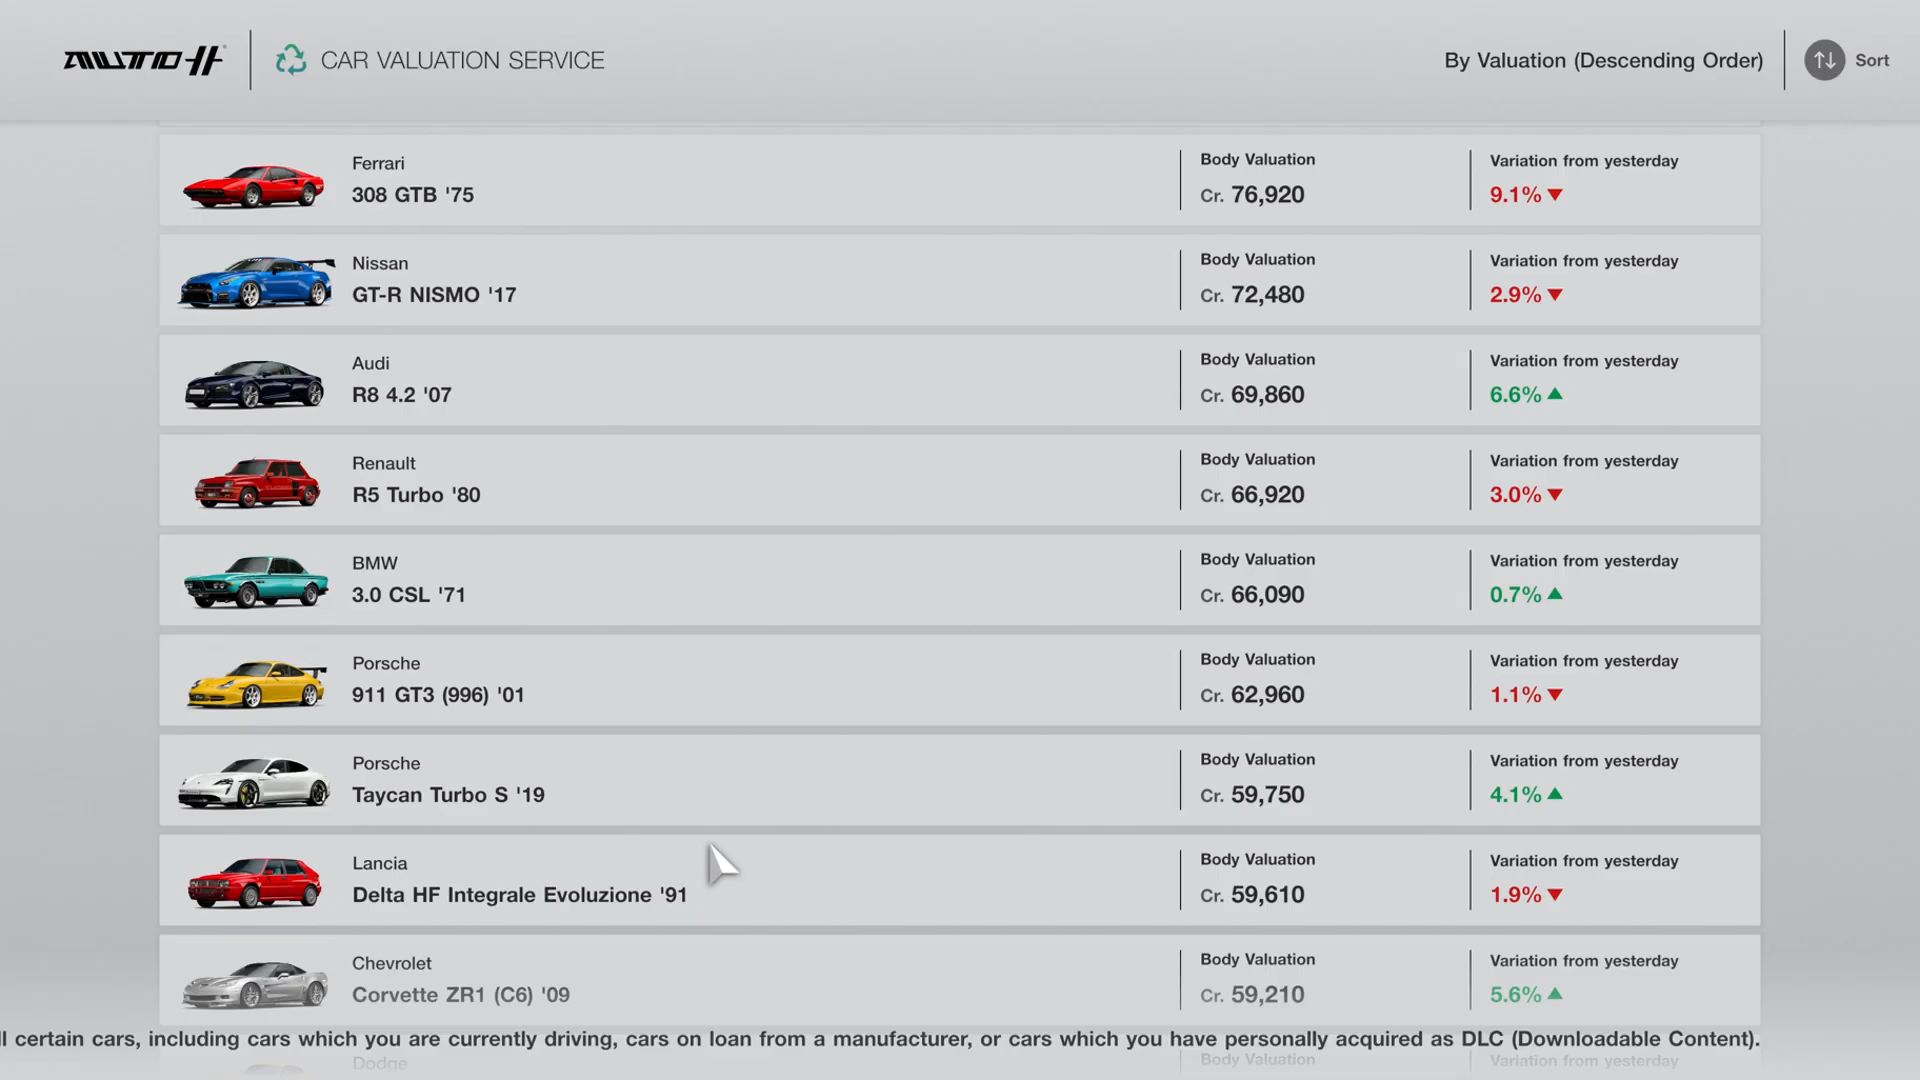 AUTO
CAR VALUATION SERVICE
By Valuation (Descending Order)
Sort
Ferrari
308 GTB '75
Body Valuation
Cr. 76,920
Variation from yesterday
9.1%
Nissan
GT-R NISMO '17
Body Valuation
Cr. 72,480
Variation from yesterday
2.9%
Audi
R8 4.2 '07
Body Valuation
Cr. 69,860
Variation from yesterday
6.6%
Renault
R5 Turbo '80
Body Valuation
Cr. 66,920
Variation from yesterday
3.0%
BMW
3.0 CSL '71
Body Valuation
Cr. 66,090
Variation from yesterday
0.7%
Porsche
911 GT3 (996) '01
Body Valuation
Cr. 62,960
Variation from yesterday
1.1%
Porsche
Taycan Turbo S '19
Body Valuation
Cr. 59,750
Variation from yesterday
4.1%
Lancia
Delta HF Integrale Evoluzione '91
Body Valuation
Cr. 59,610
Variation from yesterday
1.9%
Chevrolet
Corvette ZR1 (C6) '09
Body Valuation
Cr. 59,210
Variation from yesterday
5.6%
certain cars, including cars which you are currently driving, cars on loan from a manufacturer, or cars which you have personally acquired as DLC (Downloadable Content).
Dodge
Body Valuation
Variation from yesterday